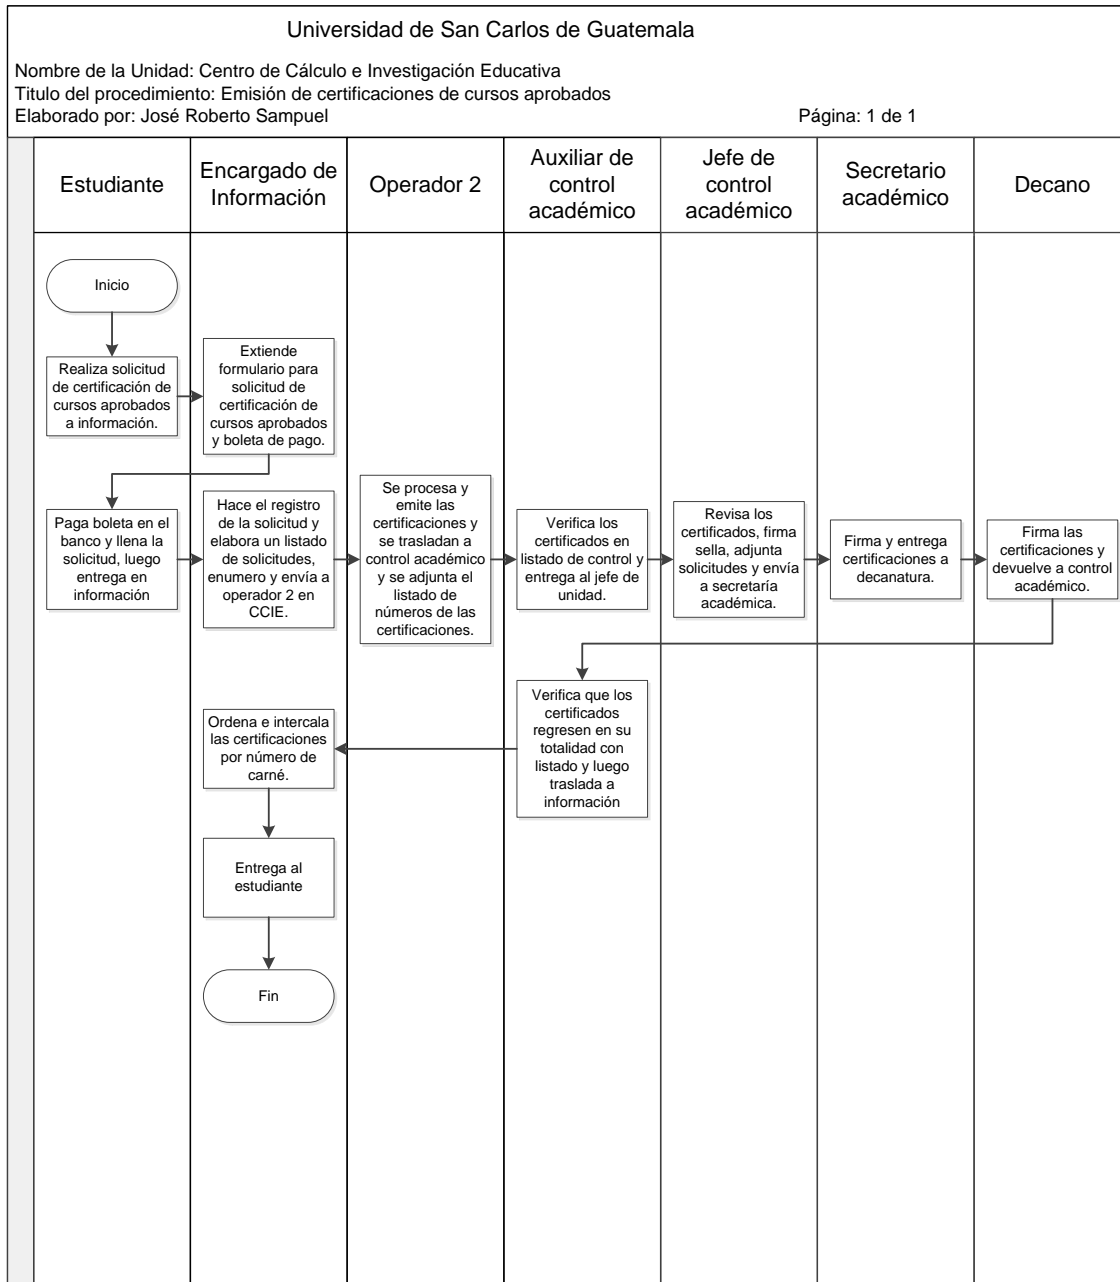 Universidad de San Carlos de Guatemala
Nombre de la Unidad: Centro de Cálculo e Investigación Educativa
Titulo del procedimiento: Emisión de certificaciones de cursos aprobados
Elaborado por: José Roberto Sampuel
Página: 1 de 1
Estudiante
Encargado de
Información
Operador 2
Auxiliar de
control
académico
Jefe de
control
académico
Secretario
académico
Decano
Inicio
Realiza solicitud
de certificación de
cursos aprobados
a información.
Extiende
formulario para
solicitud de
certificación de
cursos aprobados
y boleta de pago.
Paga boleta en el
banco y llena la
solicitud, luego
entrega en
información
Hace el registro
de la solicitud y
elabora un listado
de solicitudes,
enumero y envía a
operador 2 en
CCIE.
Se procesa y
emite las
certificaciones y
se trasladan a
control académico
y se adjunta el
listado de
números de las
certificaciones.
Verifica los
certificados en
listado de control y
entrega al jefe de
unidad.
Revisa los
certificados, firma
sella, adjunta
solicitudes y envía
a secretaría
académica.
Firma y entrega
certificaciones a
decanatura.
Firma las
certificaciones y
devuelve a control
académico.
Verifica que los
certificados
regresen en su
totalidad con
listado y luego
traslada a
información
Ordena e intercala
las certificaciones
por número de
carné.
Entrega al
estudiante
Fin